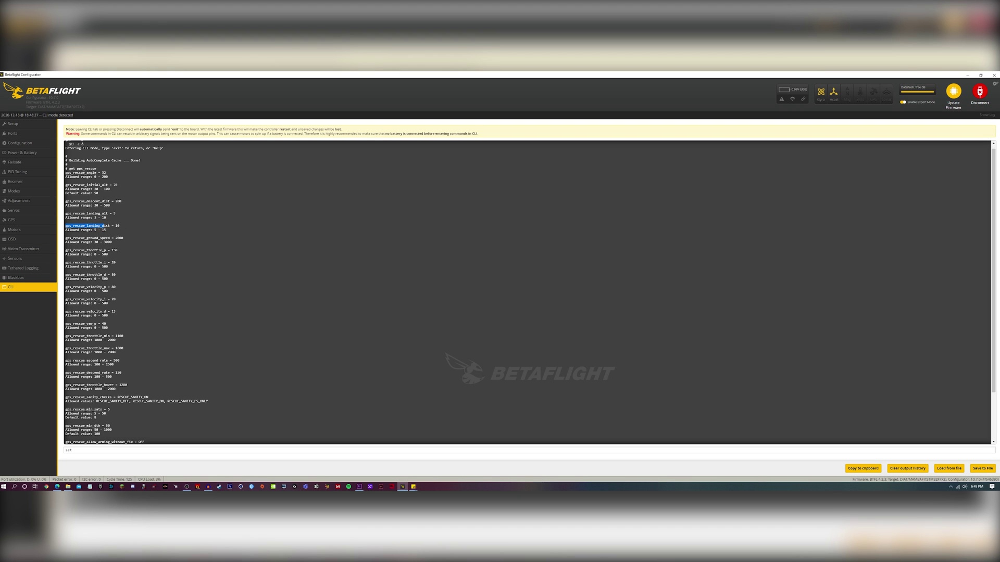 Betaflight Configurator
BETAFLIGHT
Configurator: 10.7.0
Firmware: BTFL 4.2.3
Target: DIAT/MAMBAF7(STM32F7X2)
0.99V (USB)
Gyro
Accel
Dataflash: free 0B
Enable Expert Mode
Update
Firmware
Disconnect
2020-12-18 @ 18:48:37 -- CLI mode detected
Show Log
Setup
Ports
Configuration
Power & Battery
Failsafe
PID Tuning
Receiver
Modes
Adjustments
Servos
GPS
Motors
OSD
Video Transmitter
Sensors
Tethered Logging
Blackbox
CLI
Note: Leaving CLI tab or pressing Disconnect will automatically send "exit" to the board. With the latest firmware this will make the controller restart and unsaved changes will be lost.
Warning: Some commands in CLI can result in arbitrary signals being sent on the motor output pins. This can cause motors to spin up if a battery is connected. Therefore it is highly recommended to make sure that no battery is connected before entering commands in CLI.
Entering CLI Mode, type 'exit' to return, or 'help'
#
# Building AutoComplete Cache ... Done!
#
# get gps_rescue
gps_rescue_angle = 32
Allowed range: 0 - 200
gps_rescue_initial_alt = 70
Allowed range: 20 - 100
Default value: 50
gps_rescue_descent_dist = 200
Allowed range: 30 - 500
gps_rescue_landing_alt = 5
Allowed range: 3 - 10
gps_rescue_landing_dist = 10
Allowed range: 5 - 15
gps_rescue_ground_speed = 2000
Allowed range: 30 - 3000
gps_rescue_throttle_p = 150
Allowed range: 0 - 500
gps_rescue_throttle_i = 20
Allowed range: 0 - 500
gps_rescue_throttle_d = 50
Allowed range: 0 - 500
gps_rescue_velocity_p = 80
Allowed range: 0 - 500
gps_rescue_velocity_i = 20
Allowed range: 0 - 500
gps_rescue_velocity_d = 15
Allowed range: 0 - 500
gps_rescue_yaw_p = 40
Allowed range: 0 - 500
gps_rescue_throttle_min = 1100
Allowed range: 1000 - 2000
gps_rescue_throttle_max = 1600
Allowed range: 1000 - 2000
gps_rescue_ascend_rate = 500
Allowed range: 100 - 2500
gps_rescue_descend_rate = 150
Allowed range: 100 - 500
gps_rescue_throttle_hover = 1280
Allowed range: 1000 - 2000
gps_rescue_sanity_checks = RESCUE_SANITY_ON
Allowed values: RESCUE_SANITY_OFF, RESCUE_SANITY_ON, RESCUE_SANITY_FS_ONLY
gps_rescue_min_sats = 5
Allowed range: 5 - 50
Default value: 8
gps_rescue_min_dth = 50
Allowed range: 50 - 1000
Default value: 100
gps_rescue_allow_arming_without_fix = OFF
BETAFLIGHT
set
Copy to clipboard
Clear output history
Load from file
Save to File
Port utilization: D: 0% U: 0%
Packet error: 0
I2C error: 0
Cycle Time: 125
CPU Load: 3%
Firmware: BTFL 4.2.3, Target: DIAT/MAMBAF7(STM32F7X2), Configurator: 10.7.0 (4f646390)
64
6:49 PM